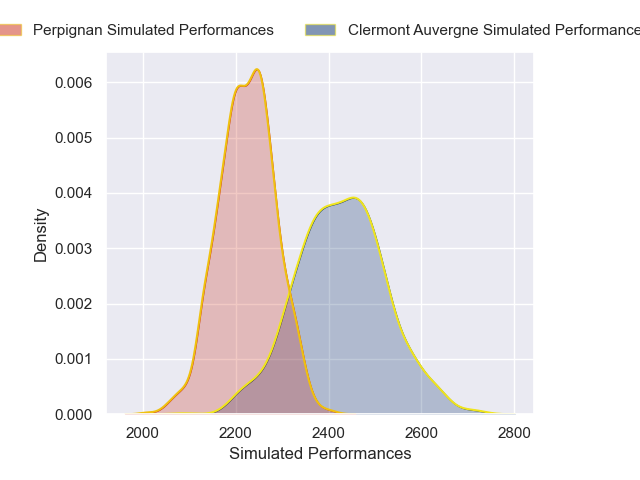 Perpignan Simulated Performances
Clermont Auvergne Simulated Performance
0.006
0.005
0.004
0.003
0.002
0.001
0.000
Density
2000 2200 2400 2600 2800
Simulated Performances